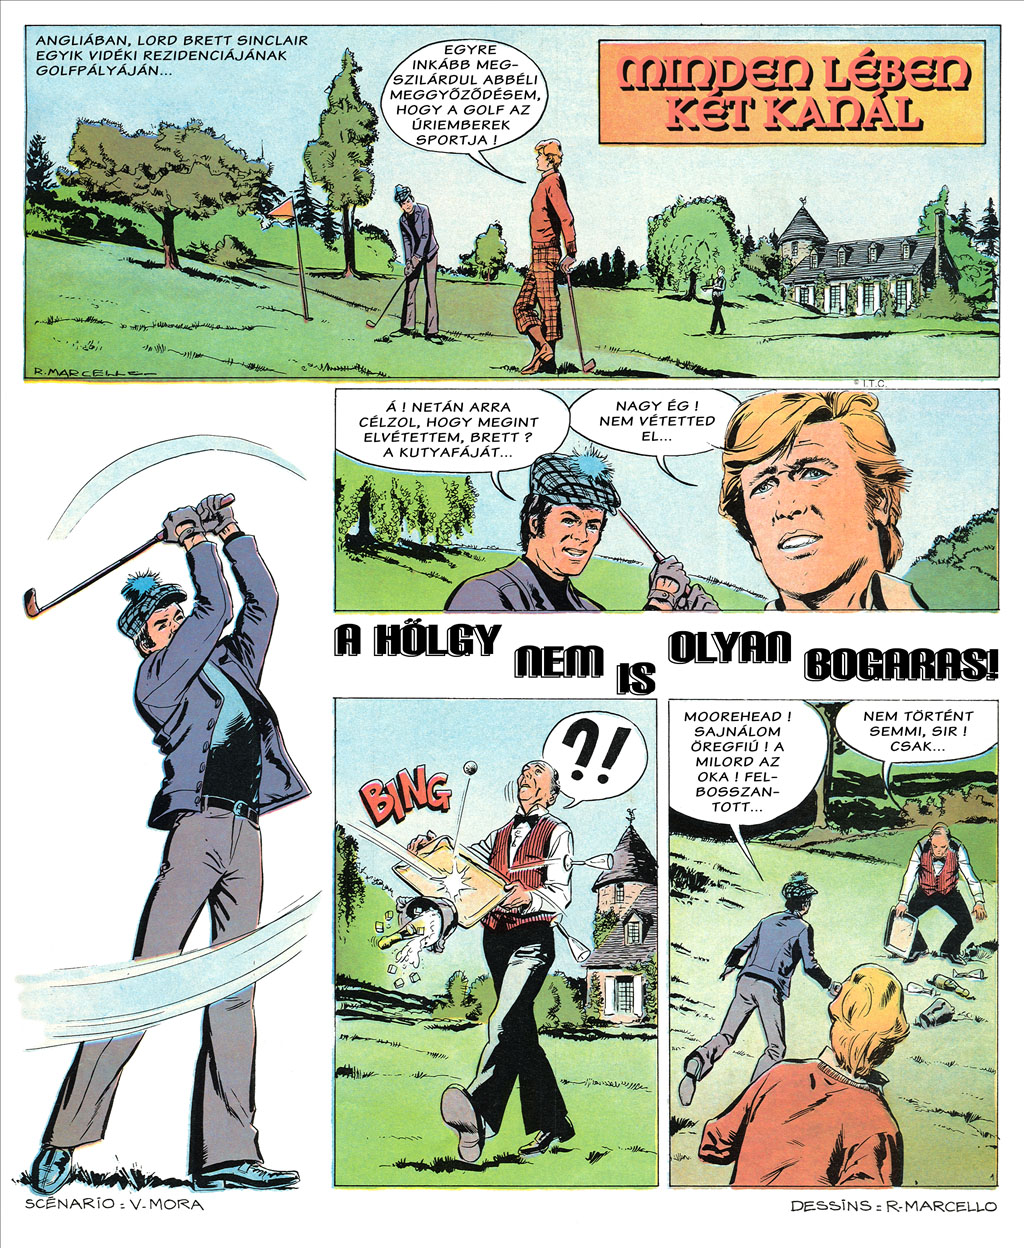 ANGLIÁBAN, LORD BRETT SINCLAIR
EGYIK VIDÉKI REZIDENCIÁJÁNAK
GOLFPÁLYÁJÁN...
EGYRE
INKÁBB MEG-
SZILÁRDUL ABBÉLI
MEGGYŐZŐDÉSEM,
HOGY A GOLF AZ
ÚRIEMBEREK
SPORTJA !
MINDEN LÉBEN
KÉT KANÁL
R. MARCELLO
© I.T.C.
Á ! NETÁN ARRA
CÉLZOL, HOGY MEGINT
ELVÉTETTEM, BRETT ?
A KUTYAFÁJÁT...
NAGY ÉG !
NEM VÉTETTED
EL...
A HÖLGY NEM IS OLYAN BOGARAS!
BING
?!
MOOREHEAD !
SAJNÁLOM
ÖREGFIÚ ! A
MILORD AZ
OKA ! FEL-
BOSSZAN-
TOTT...
NEM TÖRTÉNT
SEMMI, SIR !
CSAK...
1
SCÉNARIO = V. MORA
DESSINS = R. MARCELLO